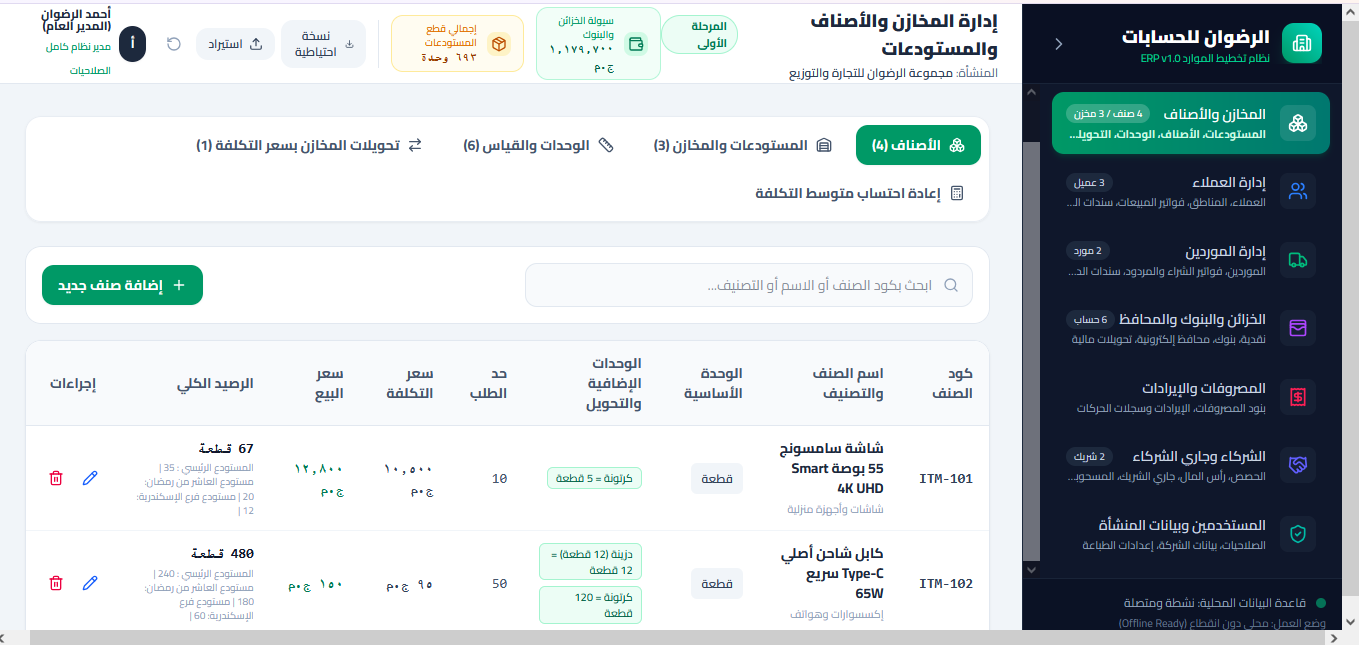 الرضوان للحسابات
نظام تخطيط الموارد ERP v1.0
المخازن والأصناف
4 صنف / 3 مخزن
المستودعات، الأصناف، الوحدات، التحويلـ...
إدارة العملاء
3 عميل
العملاء، المناطق، فواتير المبيعات، سندات الـ...
إدارة الموردين
2 مورد
الموردين، فواتير الشراء والمردود، سندات الد...
الخزائن والبنوك والمحافظ
6 حساب
نقدية، بنوك، محافظ إلكترونية، تحويلات مالية
المصروفات والإيرادات
بنود المصروفات، الإيرادات وسجلات الحركات
الشركاء وجاري الشركاء
2 شريك
الحصص، رأس المال، جاري الشريك، المسحوبـ...
المستخدمين وبيانات المنشأة
الصلاحيات، بيانات الشركة، إعدادات الطباعة
قاعدة البيانات المحلية: نشطة ومتصلة
وضع العمل: محلي دون انقطاع (Offline Ready)
إدارة المخازن والأصناف
والمستودعات
المنشأة: مجموعة الرضوان للتجارة والتوزيع
المرحلة
الأولى
سيولة الخزائن
والبنوك
١,١٧٩,٧٠٠
ج.م
إجمالي قطع
المستودعات
٦٩٣ وحدة
نسخة
احتياطية
استيراد
أ
أحمد الرضوان
(المدير العام)
مدير نظام كامل
الصلاحيات
الأصناف (4)
المستودعات والمخازن (3)
الوحدات والقياس (6)
تحويلات المخازن بسعر التكلفة (1)
إعادة احتساب متوسط التكلفة
ابحث بكود الصنف أو الاسم أو التصنيف...
إضافة صنف جديد
كود
الصنف
اسم الصنف
والتصنيف
الوحدة
الأساسية
الوحدات
الإضافية
والتحويل
حد
الطلب
سعر
التكلفة
سعر
البيع
الرصيد الكلي
إجراءات
ITM-101
شاشة سامسونج
55 بوصة Smart
4K UHD
شاشات وأجهزة منزلية
قطعة
كرتونة = 5 قطعة
10
١٠,٥٠٠
ج.م
١٢,٨٠٠
ج.م
67 قطعة
المستودع الرئيسي : 35 |
مستودع العاشر من رمضان:
20 | مستودع فرع الإسكندرية:
12 |
ITM-102
كابل شاحن أصلي
Type-C سريع
65W
إكسسوارات وهواتف
قطعة
دزينة (12 قطعة) =
12 قطعة
كرتونة = 120
قطعة
50
٩٥ ج.م
١٥٠ ج.م
480 قطعة
المستودع الرئيسي : 240 |
مستودع العاشر من رمضان:
180 | مستودع فرع
الإسكندرية: 60 |